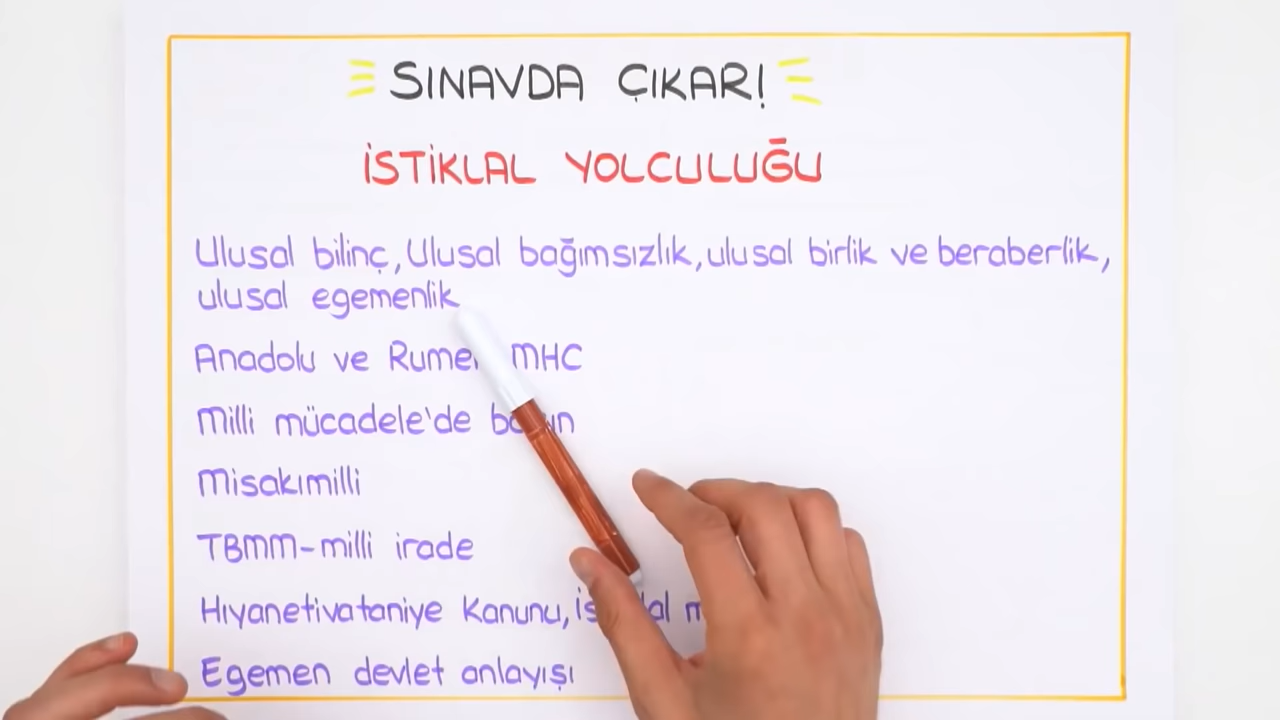 SINAVDA ÇIKAR!
İSTİKLAL YOLCULUĞU
Ulusal bilinç, Ulusal bağımsızlık, ulusal birlik ve beraberlik,
ulusal egemenlik
Anadolu ve MHC
Milli mücadele'de
Misakımilli
TBMM-milli irade
Hıyanetivataniye Kanunu,
Egemen devlet anlayışı